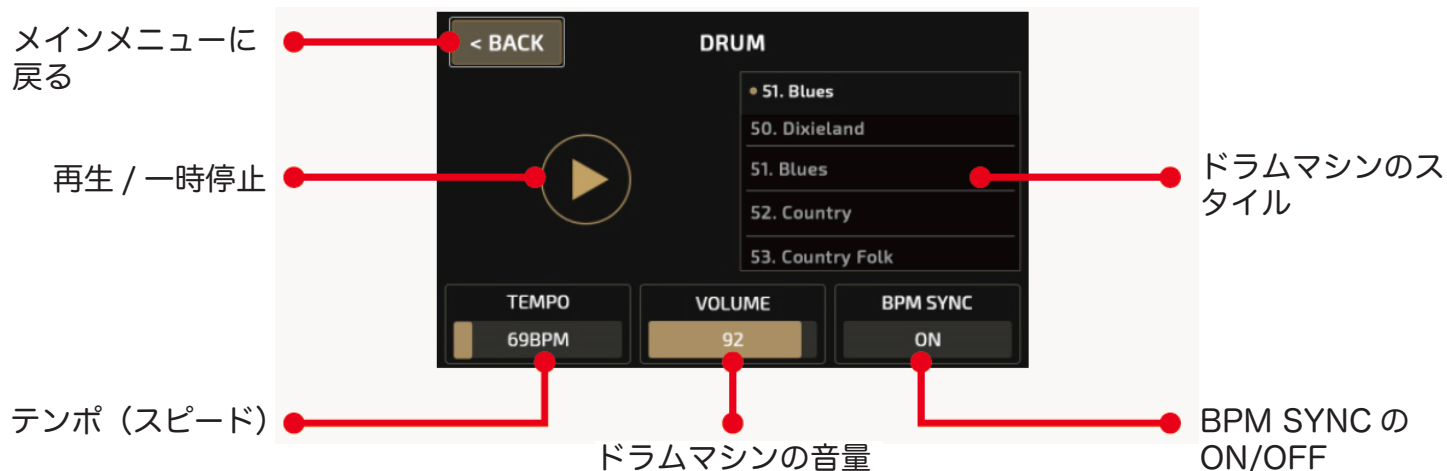 メインメニューに
戻る
< BACK
DRUM
51. Blues
50. Dixieland
51. Blues
52. Country
53. Country Folk
再生 / 一時停止
ドラムマシンのス
タイル
TEMPO
69BPM
VOLUME
92
BPM SYNC
ON
テンポ（スピード）
ドラムマシンの音量
BPM SYNC の
ON/OFF